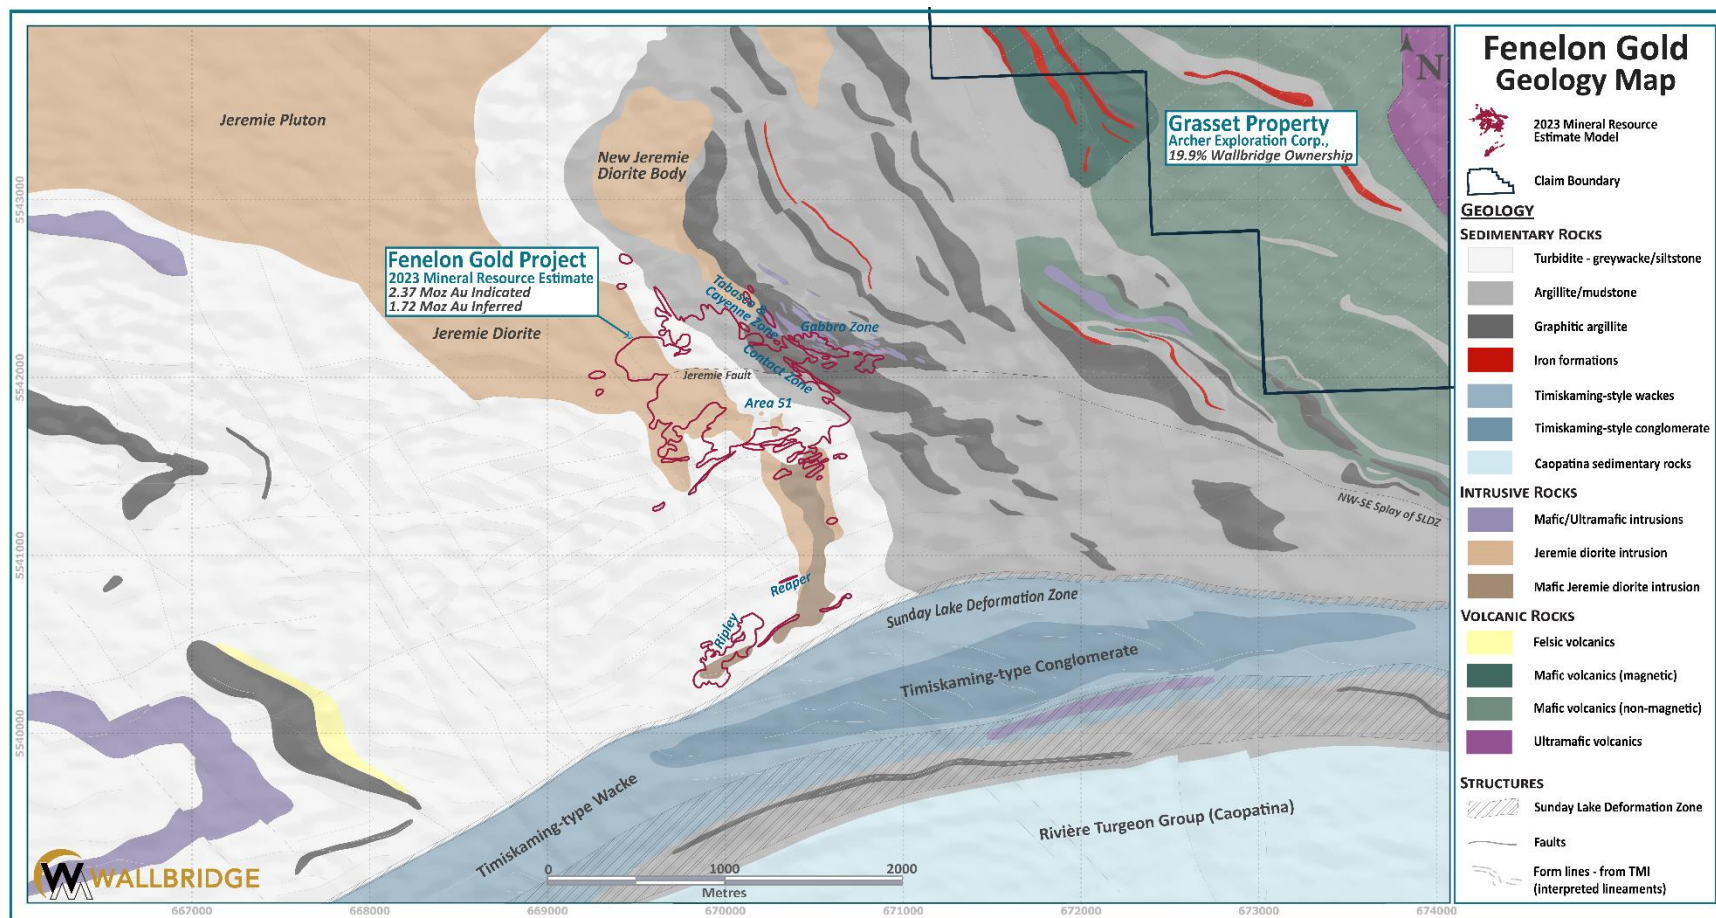 Fenelon Gold
Geology Map
N
2023 Mineral Resource
Estimate Model
Claim Boundary
GEOLOGY
SEDIMENTARY ROCKS
Turbidite - greywacke/siltstone
Argillite/mudstone
Graphitic argillite
Iron formations
Timiskaming-style wackes
Timiskaming-style conglomerate
Caopatina sedimentary rocks
INTRUSIVE ROCKS
Mafic/Ultramafic intrusions
Jeremie diorite intrusion
Mafic Jeremie diorite intrusion
VOLCANIC ROCKS
Felsic volcanics
Mafic volcanics (magnetic)
Mafic volcanics (non-magnetic)
Ultramafic volcanics
STRUCTURES
Sunday Lake Deformation Zone
Faults
Form lines - from TMI
(interpreted lineaments)
Jeremie Pluton
New Jeremie
Diorite Body
Grasset Property
Archer Exploration Corp.,
19.9% Wallbridge Ownership
Fenelon Gold Project
2023 Mineral Resource Estimate
2.37 Moz Au Indicated
1.72 Moz Au Inferred
Jeremie Diorite
Tabasco &
Cayenne Zone
Gabbro Zone
Contact Zone
Jeremie Fault
Area 51
NW-SE Splay of SLDZ
Reaper
Ripley
Sunday Lake Deformation Zone
Timiskaming-type Conglomerate
Timiskaming-type Wacke
Rivière Turgeon Group (Caopatina)
WALLBRIDGE
0 1000 2000
Metres
5543000
5542000
5541000
5540000
667000 668000 669000 670000 671000 672000 673000 674000